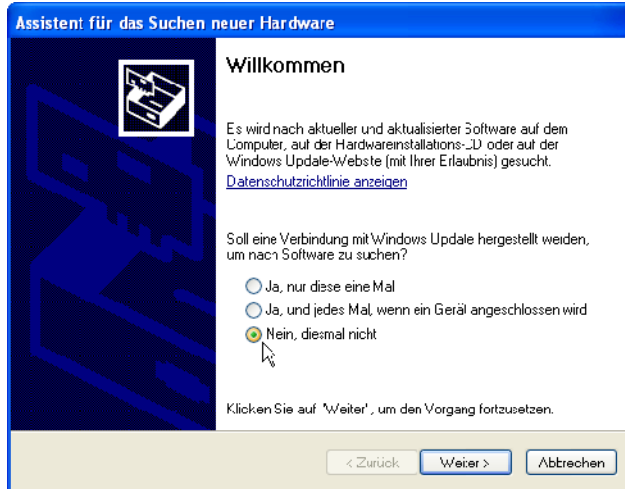 Assistent für das Suchen neuer Hardware
Willkommen
Es wird nach aktueller und aktualisierter Software auf dem
Computer, auf der Hardwareinstallations-CD oder auf der
Windows Update-Website (mit Ihrer Erlaubnis) gesucht.
Datenschutzrichtlinie anzeigen
Soll eine Verbindung mit Windows Update hergestellt werden,
um nach Software zu suchen?
Ja, nur diese eine Mal
Ja, und jedes Mal, wenn ein Gerät angeschlossen wird
Nein, diesmal nicht
Klicken Sie auf "Weiter", um den Vorgang fortzusetzen.
< Zurück Weiter > Abbrechen